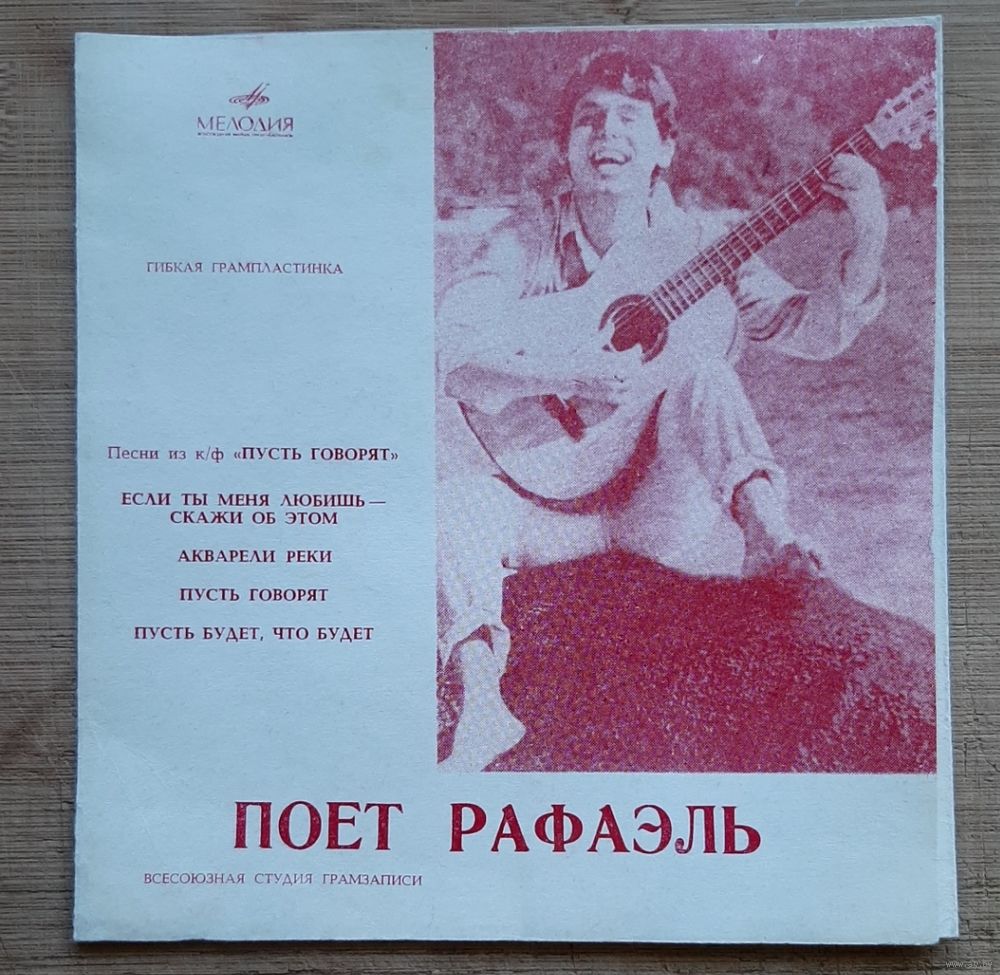 МЕЛОДИЯ
ГИБКАЯ ГРАМПЛАСТИНКА
Песни из к/ф «ПУСТЬ ГОВОРЯТ»
ЕСЛИ ТЫ МЕНЯ ЛЮБИШЬ —
СКАЖИ ОБ ЭТОМ
АКВАРЕЛИ РЕКИ
ПУСТЬ ГОВОРЯТ
ПУСТЬ БУДЕТ, ЧТО БУДЕТ
ПОЕТ РАФАЭЛЬ
ВСЕСОЮЗНАЯ СТУДИЯ ГРАМЗАПИСИ